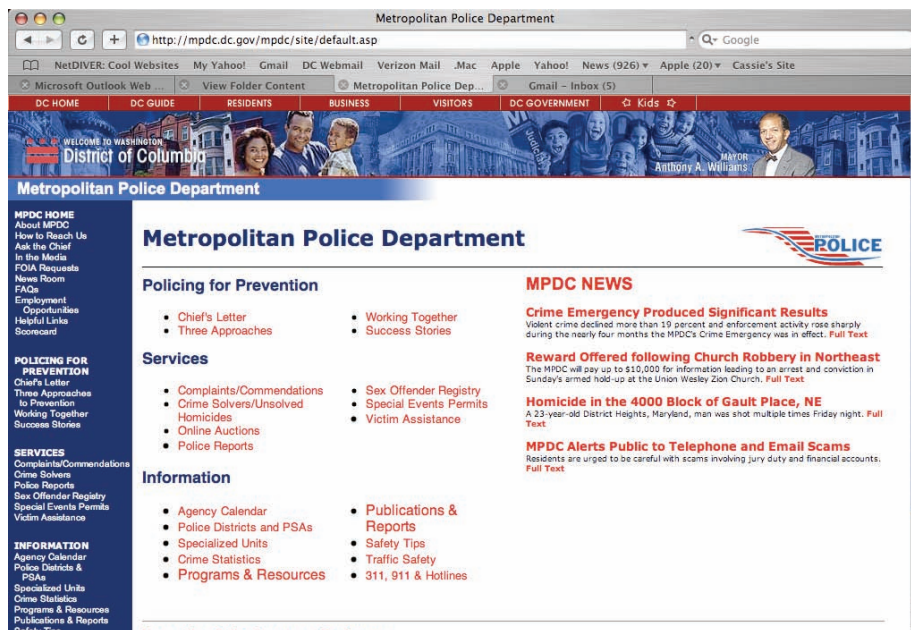 Metropolitan Police Department
http://mpdc.dc.gov/mpdc/site/default.asp
Google
NetDIVER: Cool Websites My Yahoo! Gmail DC Webmail Verizon Mail .Mac Apple Yahoo! News (926) Apple (20) Cassie's Site
Microsoft Outlook Web ... View Folder Content Metropolitan Police Dep... Gmail – Inbox (5)
DC HOME DC GUIDE RESIDENTS BUSINESS VISITORS DC GOVERNMENT Kids
WELCOME TO WASHINGTON
District of Columbia
MAYOR
Anthony A. Williams
Metropolitan Police Department
MPDC HOME
About MPDC
How to Reach Us
Ask the Chief
In the Media
FOIA Requests
News Room
FAQs
Employment
Opportunities
Helpful Links
Scorecard
POLICING FOR
PREVENTION
Chief's Letter
Three Approaches
to Prevention
Working Together
Success Stories
SERVICES
Complaints/Commendations
Crime Solvers
Police Reports
Sex Offender Registry
Special Events Permits
Victim Assistance
INFORMATION
Agency Calendar
Police Districts &
PSAs
Specialized Units
Crime Statistics
Programs & Resources
Publications & Reports
Safety Tips
Metropolitan Police Department
POLICE
Policing for Prevention
• Chief's Letter
• Three Approaches
• Working Together
• Success Stories
Services
• Complaints/Commendations
• Crime Solvers/Unsolved
Homicides
• Online Auctions
• Police Reports
• Sex Offender Registry
• Special Events Permits
• Victim Assistance
Information
• Agency Calendar
• Police Districts and PSAs
• Specialized Units
• Crime Statistics
• Programs & Resources
• Publications &
Reports
• Safety Tips
• Traffic Safety
• 311, 911 & Hotlines
MPDC NEWS
Crime Emergency Produced Significant Results
Violent crime declined more than 19 percent and enforcement activity rose sharply
during the nearly four months the MPDC's Crime Emergency was in effect. Full Text
Reward Offered following Church Robbery in Northeast
The MPDC will pay up to $10,000 for information leading to an arrest and conviction in
Sunday's armed hold-up at the Union Wesley Zion Church. Full Text
Homicide in the 4000 Block of Gault Place, NE
A 23-year-old District Heights, Maryland, man was shot multiple times Friday night. Full
Text
MPDC Alerts Public to Telephone and Email Scams
Residents are urged to be careful with scams involving jury duty and financial accounts.
Full Text